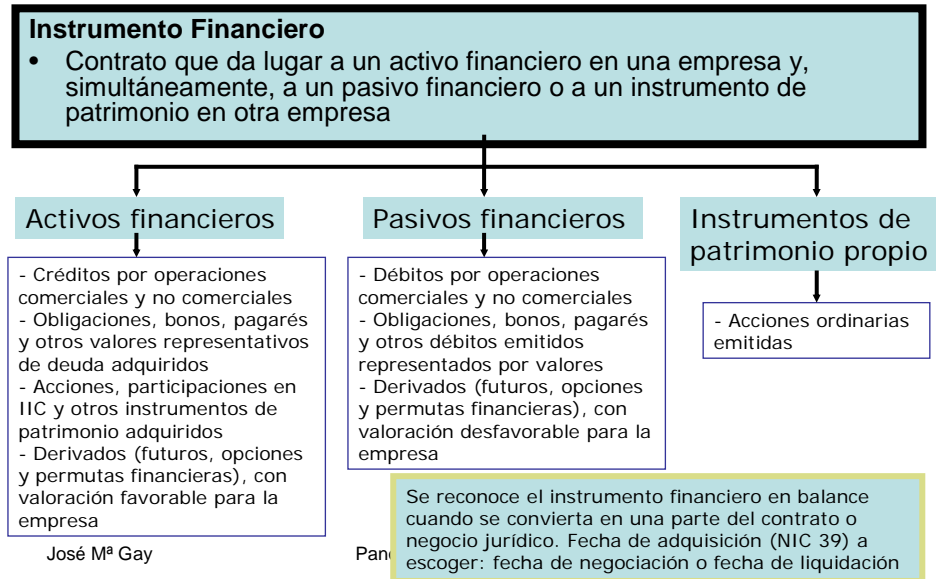 Instrumento Financiero
• Contrato que da lugar a un activo financiero en una empresa y,
simultáneamente, a un pasivo financiero o a un instrumento de
patrimonio en otra empresa
Activos financieros
- Créditos por operaciones
comerciales y no comerciales
- Obligaciones, bonos, pagarés
y otros valores representativos
de deuda adquiridos
- Acciones, participaciones en
IIC y otros instrumentos de
patrimonio adquiridos
- Derivados (futuros, opciones
y permutas financieras), con
valoración favorable para la
empresa
Pasivos financieros
- Débitos por operaciones
comerciales y no comerciales
- Obligaciones, bonos, pagarés
y otros débitos emitidos
representados por valores
- Derivados (futuros, opciones
y permutas financieras), con
valoración desfavorable para la
empresa
Instrumentos de
patrimonio propio
- Acciones ordinarias
emitidas
Se reconoce el instrumento financiero en balance
cuando se convierta en una parte del contrato o
negocio jurídico. Fecha de adquisición (NIC 39) a
escoger: fecha de negociación o fecha de liquidación
José Mª Gay